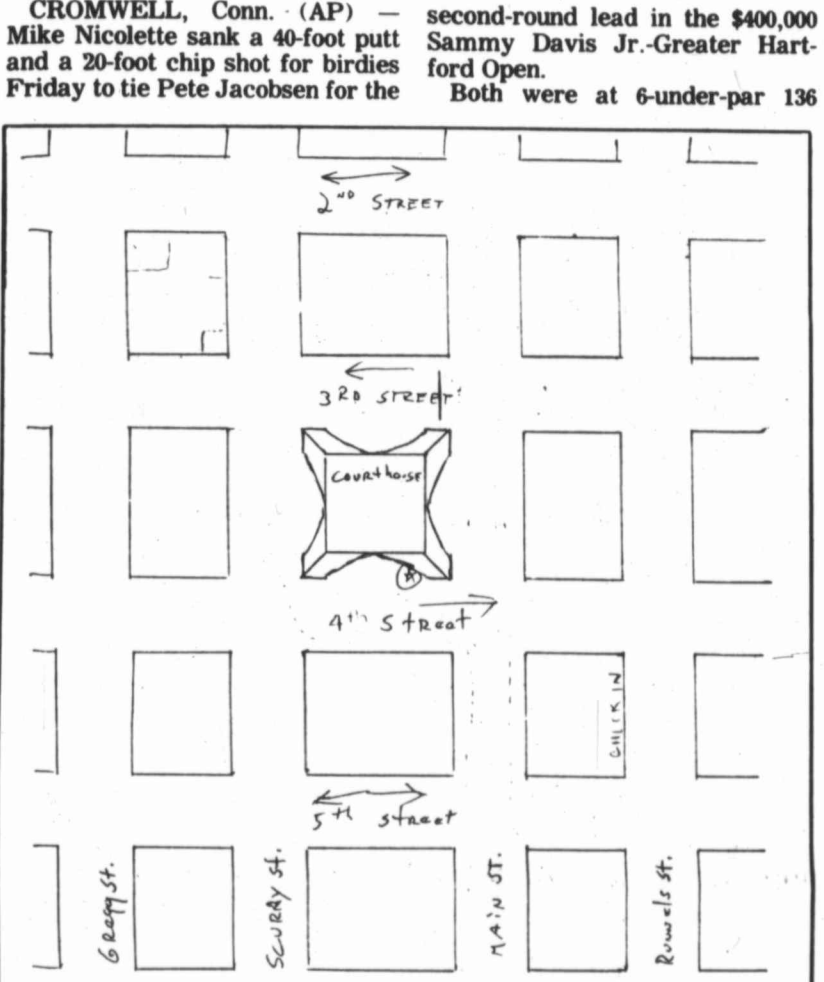 CROMWELL, Conn. (AP) —
Mike Nicolette sank a 40-foot putt
and a 20-foot chip shot for birdies
Friday to tie Pete Jacobsen for the
second-round lead in the $400,000
Sammy Davis Jr.-Greater Hart-
ford Open.
Both were at 6-under-par 136
2ND STREET
3RD STREET
COURthouSE
4th Street
CHECK IN
5th Street
GRegg St.
SCURRY St.
MAiN ST.
Runnels St.